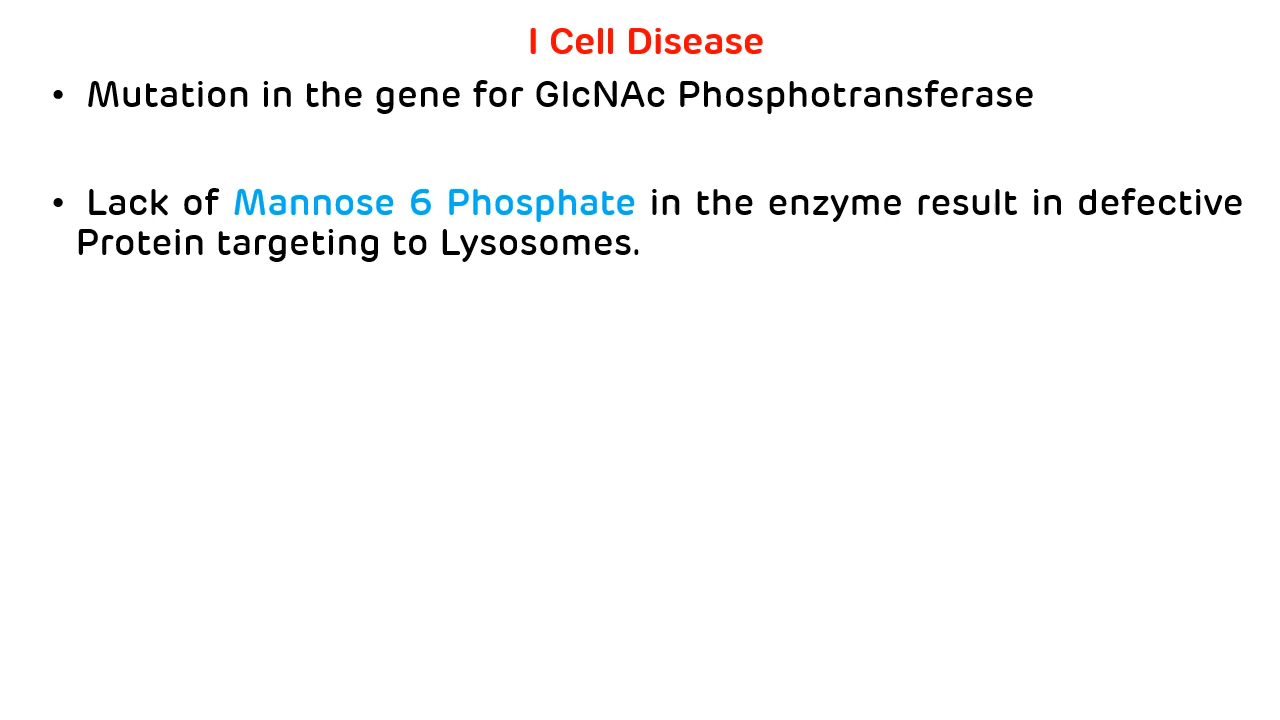 I Cell Disease
• Mutation in the gene for GlcNAc Phosphotransferase
• Lack of Mannose 6 Phosphate in the enzyme result in defective
Protein targeting to Lysosomes.